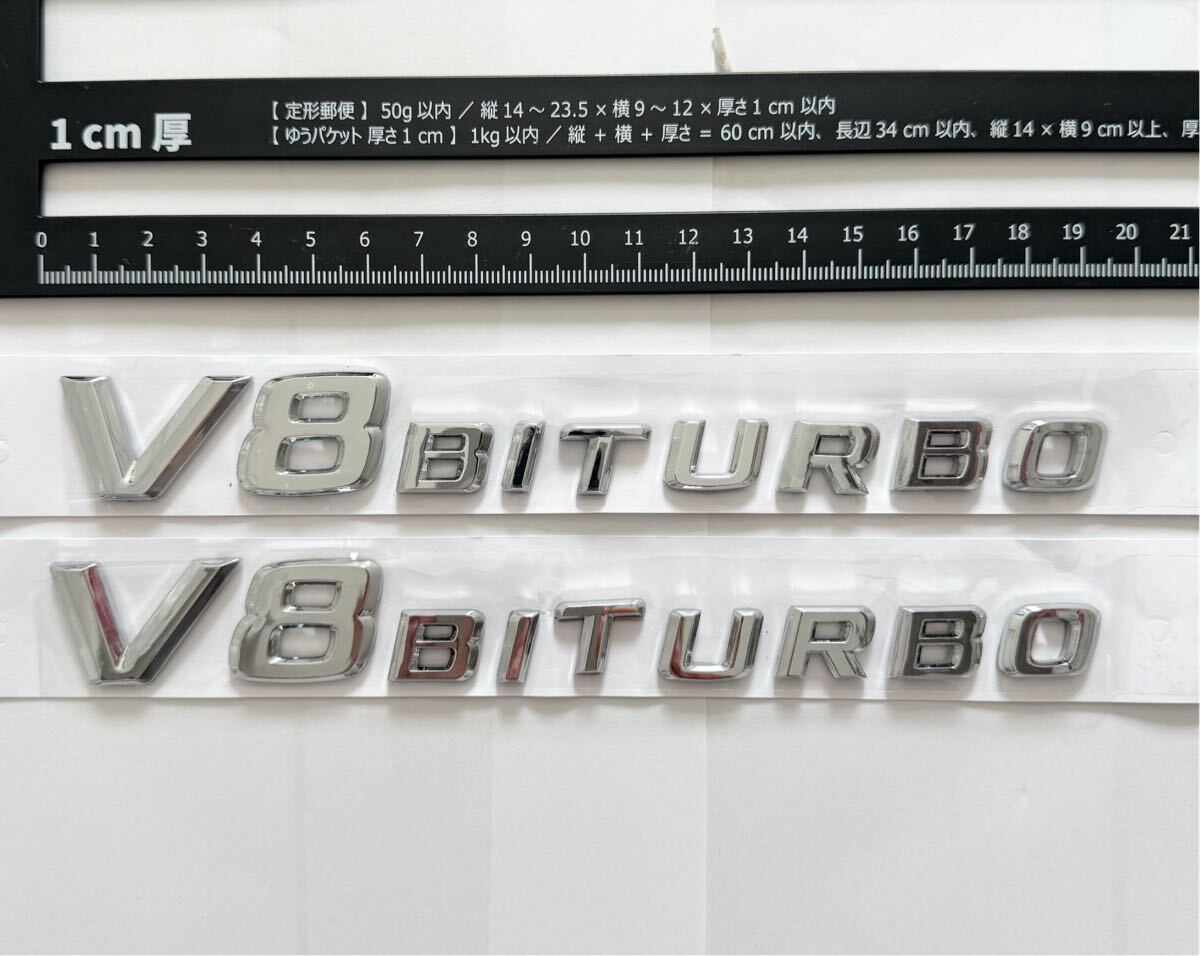 【 定形郵便 】 50g 以内 ／ 縦 14 ～ 23.5 × 横 9 ～ 12 × 厚さ 1 cm 以内
1 cm 厚
【 ゆうパケット 厚さ 1 cm 】 1kg 以内 ／ 縦 + 横 + 厚さ = 60 cm 以内、長辺 34 cm 以内、縦 14 × 横 9 cm 以上、厚
0 1 2 3 4 5 6 7 8 9 10 11 12 13 14 15 16 17 18 19 20 21
V8 BITURBO
V8 BITURBO